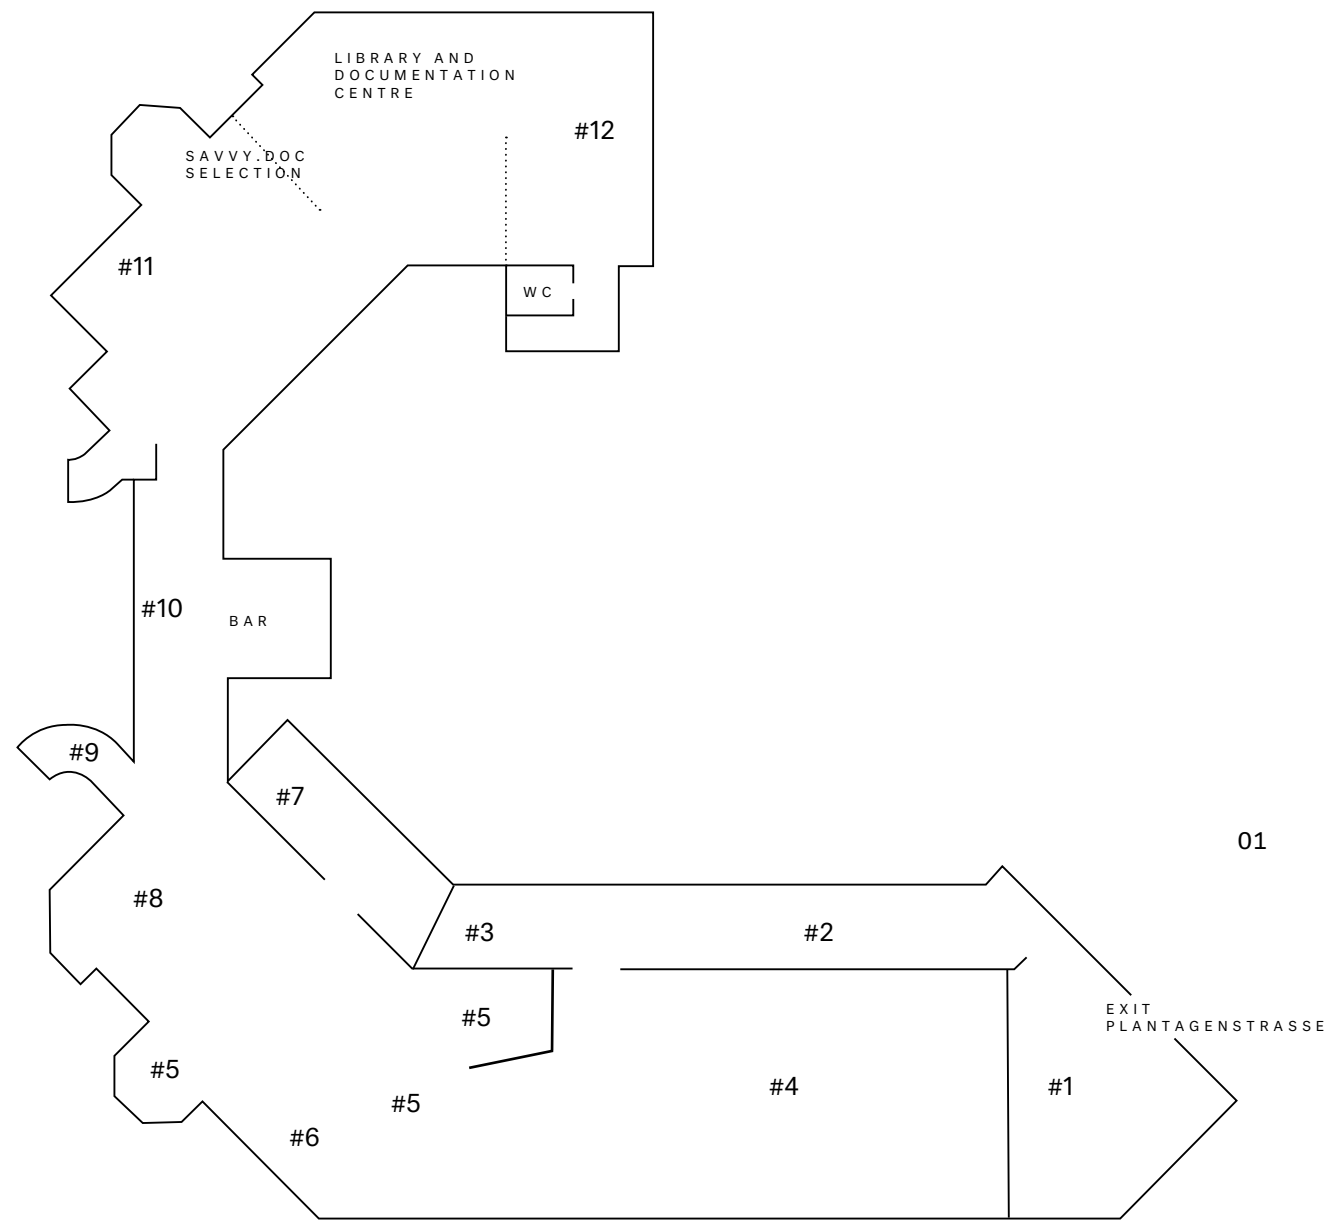 LIBRARY AND
DOCUMENTATION
CENTRE
#12
SAVVY.DOC
SELECTION
#11
WC
#10
BAR
#9
#7
01
#8
#3
#2
EXIT
PLANTAGENSTRASSE
#5
#5
#4
#1
#5
#6